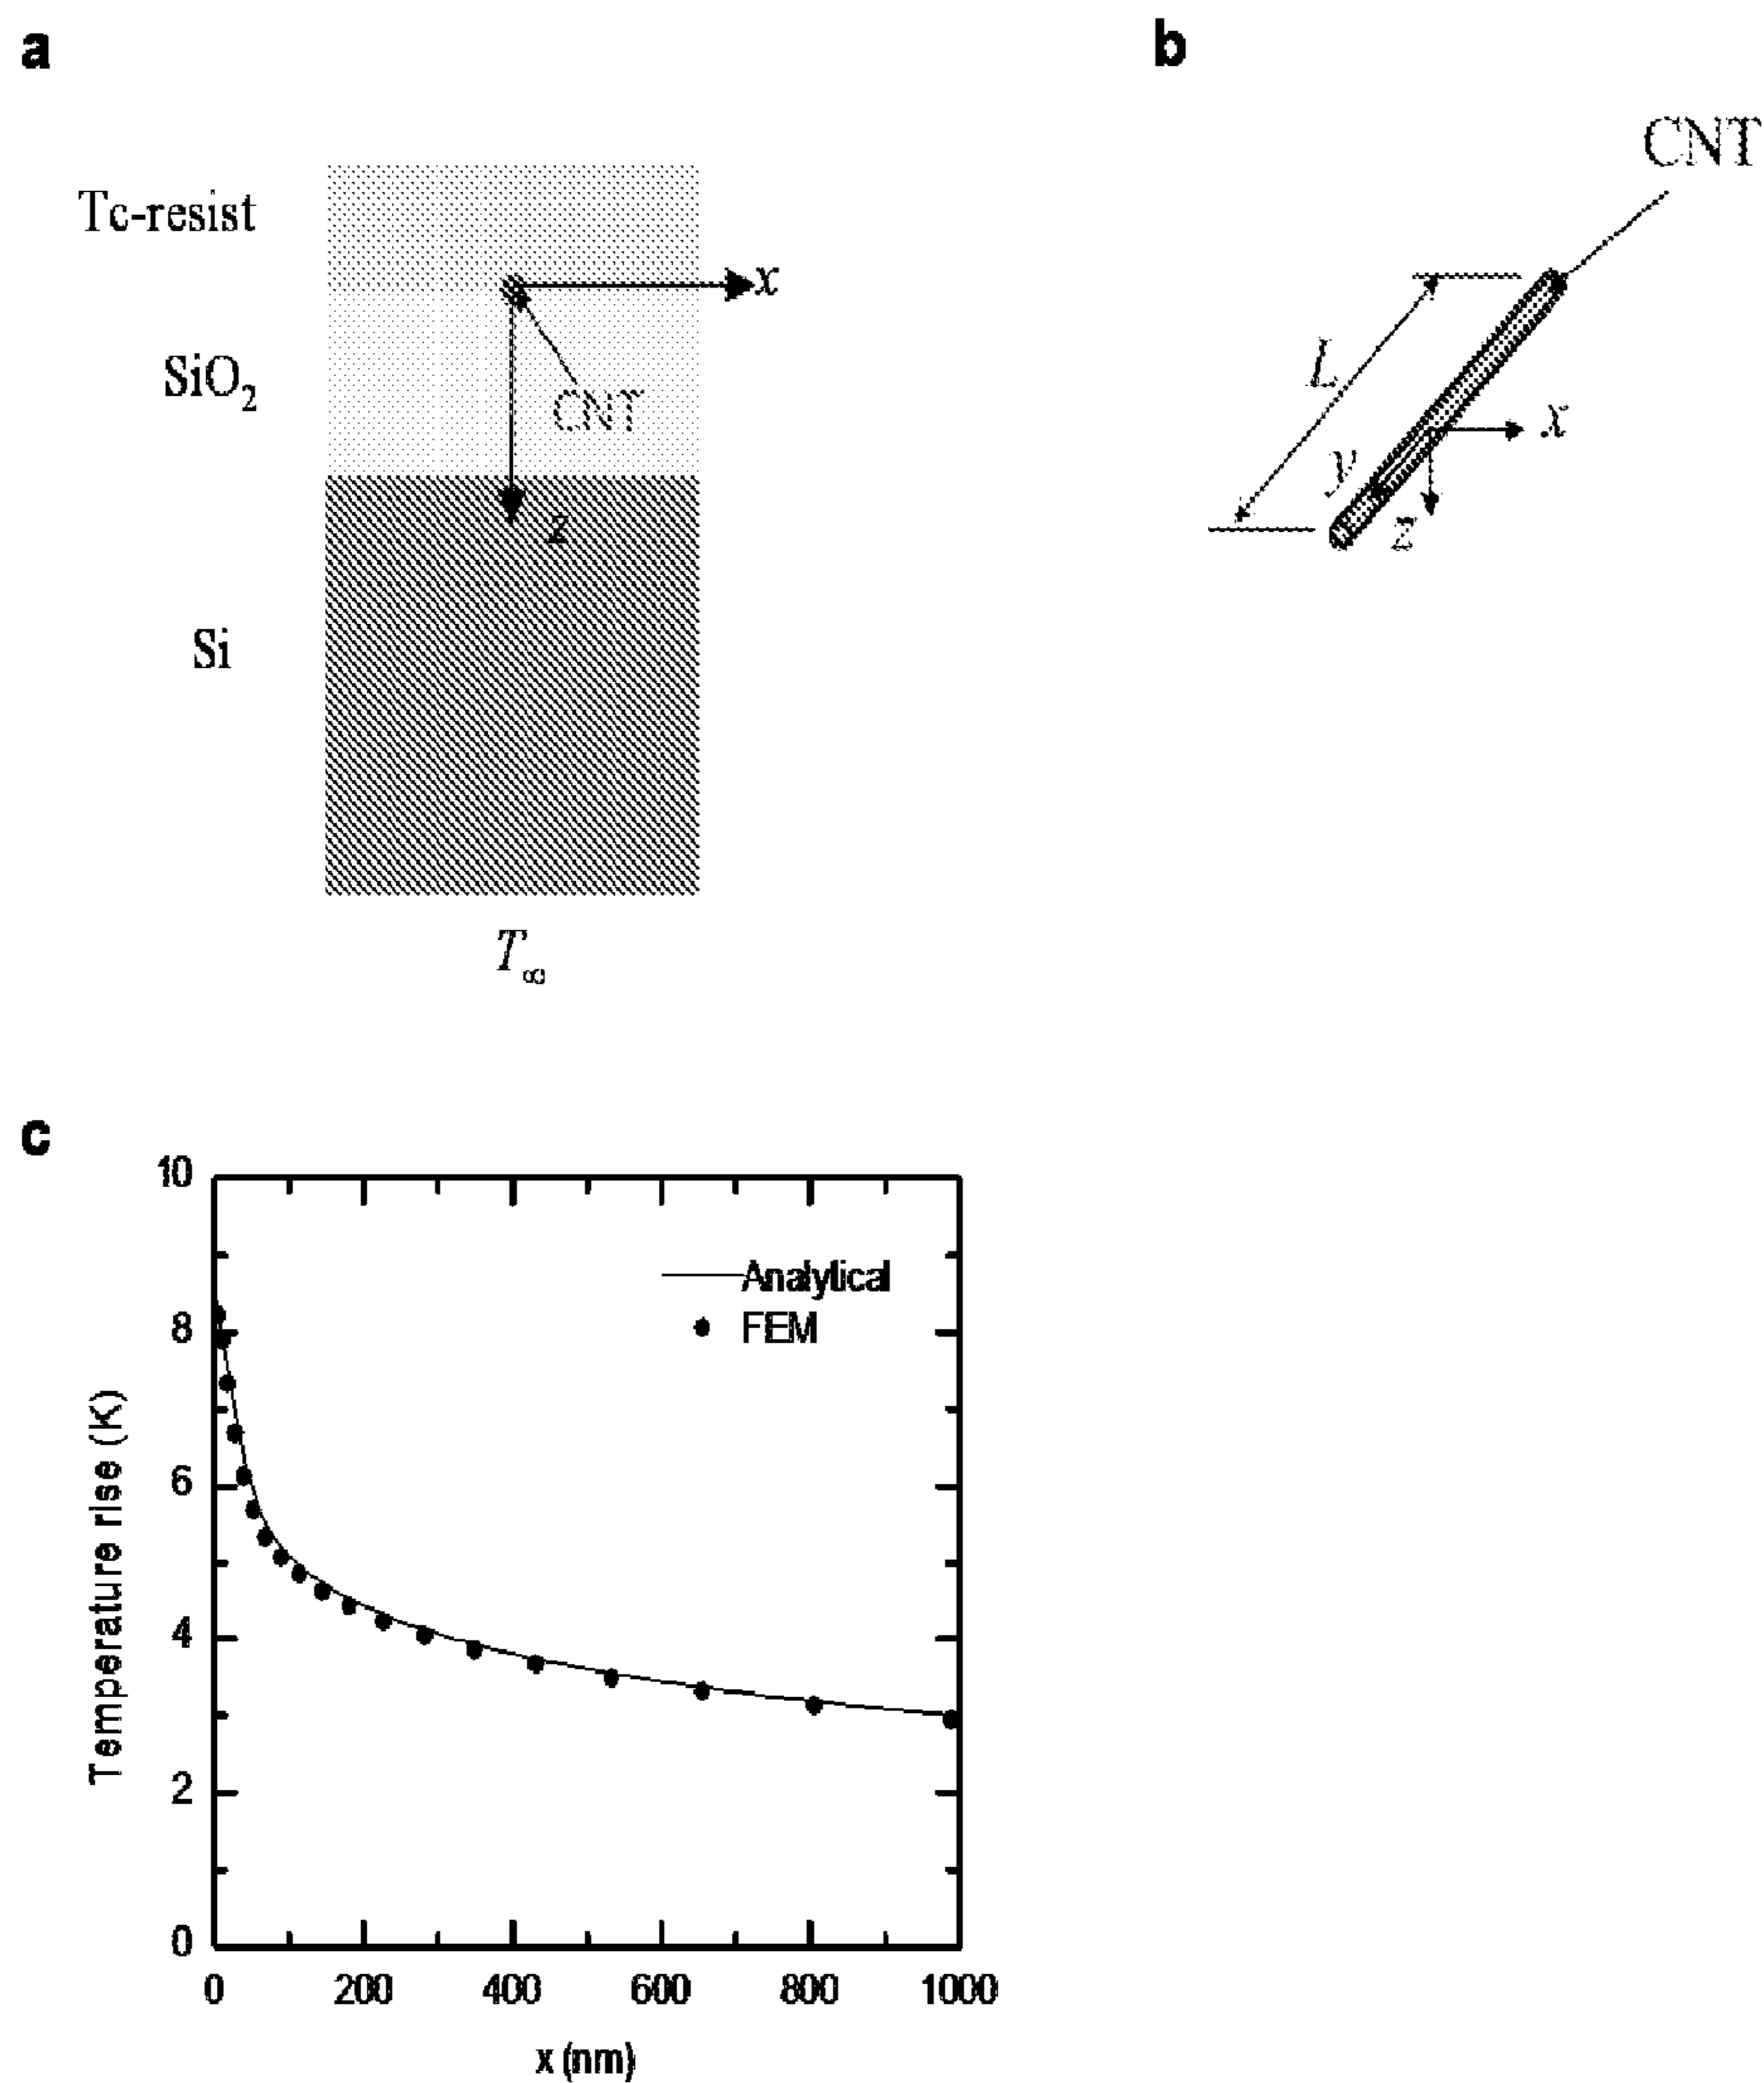 a
b
CNT
Tc-resist
x
SiO₂
CNT
L
x
y
z
z
Si
T∞
c
10
8
6
4
2
0
Analytical
FEM
Temperature rise (K)
0 200 400 600 800 1000
x (nm)